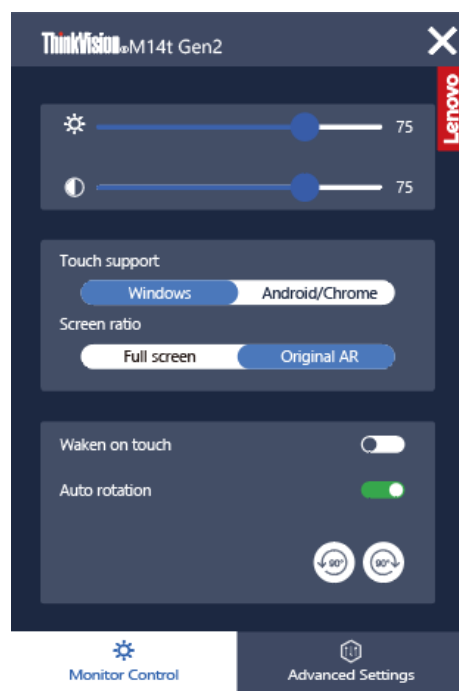 ThinkVision® M14t Gen2
Lenovo
75
75
Touch support
Windows Android/Chrome
Screen ratio
Full screen Original AR
Waken on touch
Auto rotation
90° 90°
Monitor Control Advanced Settings